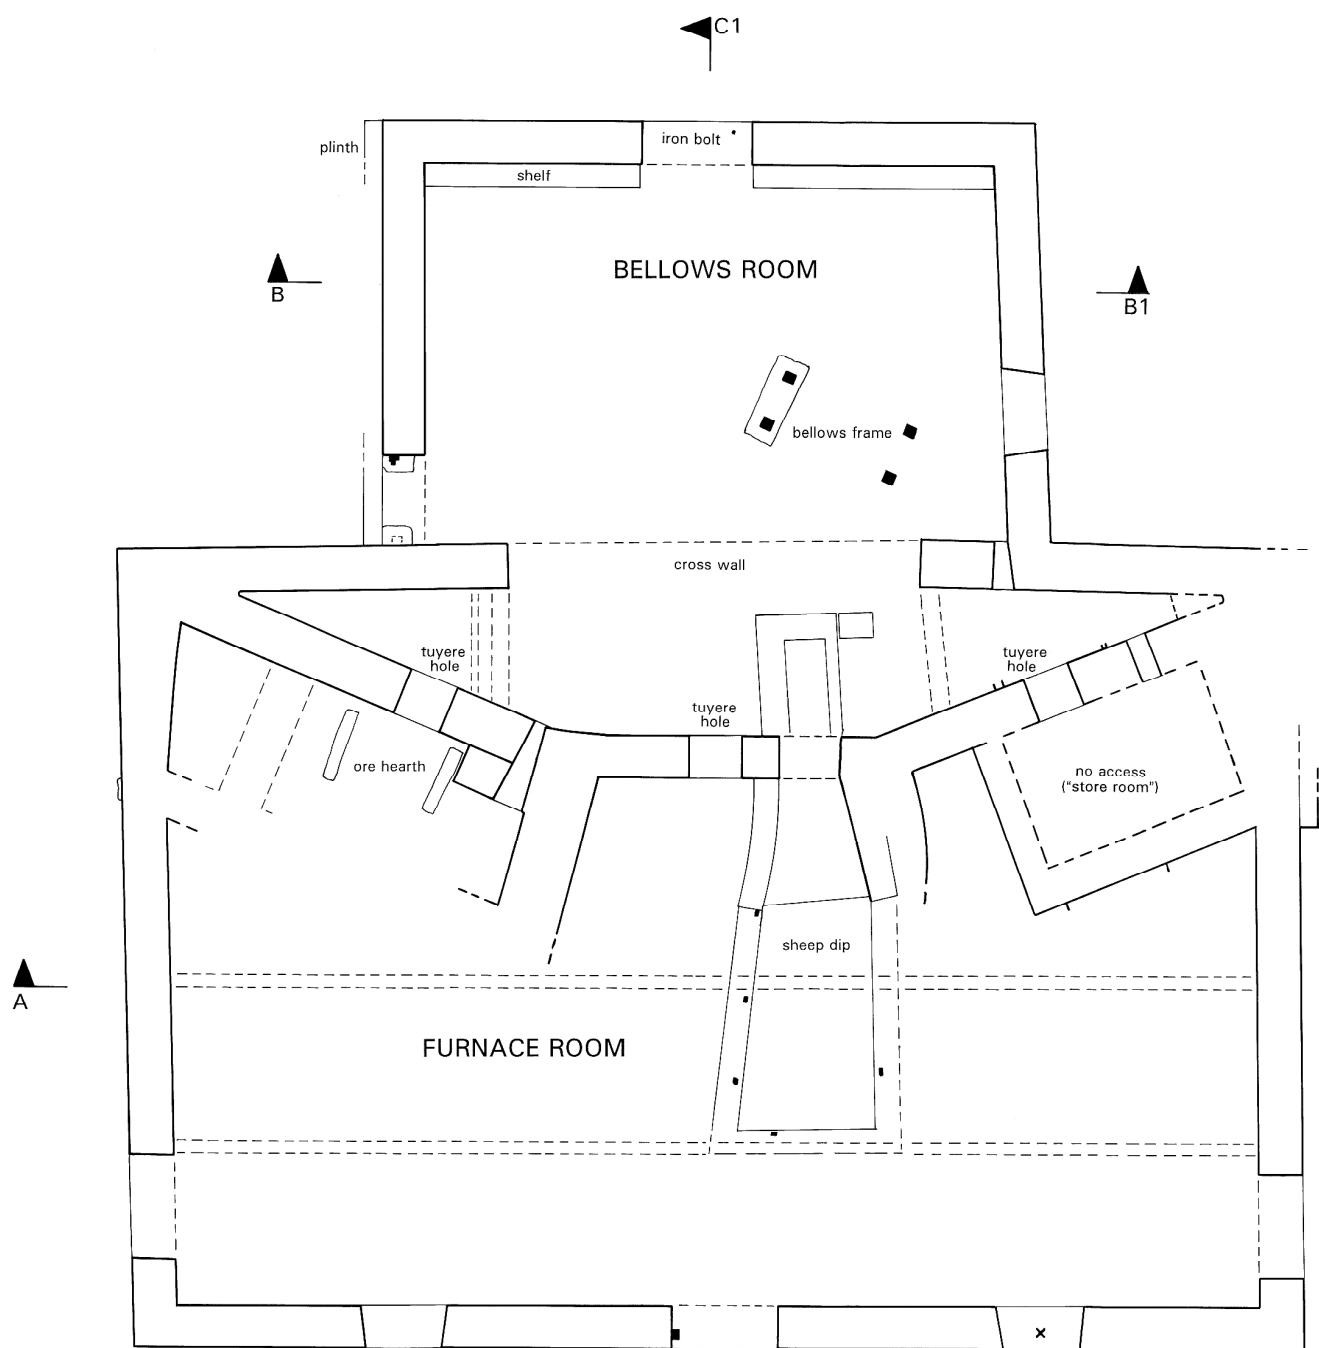 C1
plinth
iron bolt
shelf
BELLOWS ROOM
B
B1
bellows frame
cross wall
tuyere
hole
tuyere
hole
tuyere
hole
ore hearth
no access
("store room")
sheep dip
A
FURNACE ROOM
x